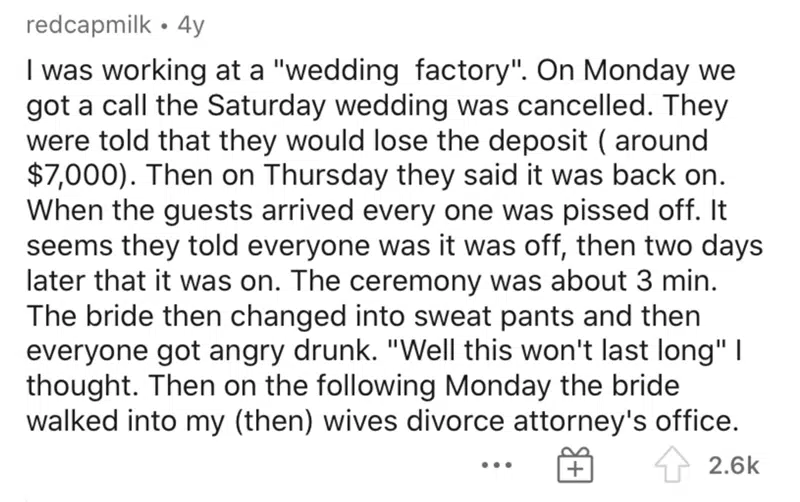 redcapmilk • 4y
I was working at a "wedding factory". On Monday we
got a call the Saturday wedding was cancelled. They
were told that they would lose the deposit ( around
$7,000). Then on Thursday they said it was back on.
When the guests arrived every one was pissed off. It
seems they told everyone was it was off, then two days
later that it was on. The ceremony was about 3 min.
The bride then changed into sweat pants and then
everyone got angry drunk. "Well this won't last long" I
thought. Then on the following Monday the bride
walked into my (then) wives divorce attorney's office.
2.6k